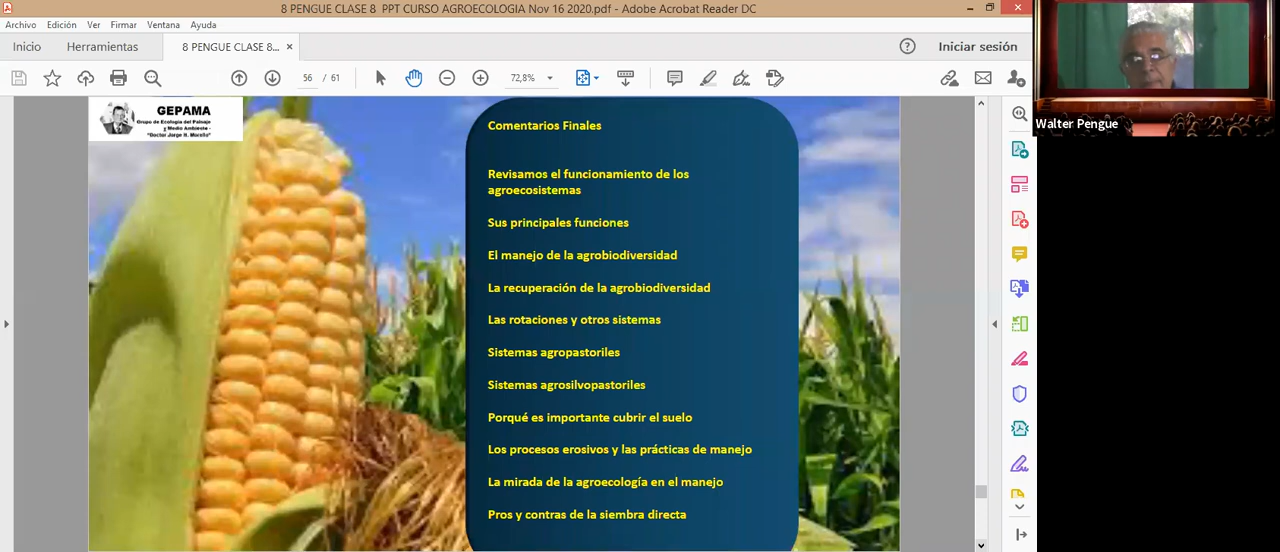 8 PENGUE CLASE 8 PPT CURSO AGROECOLOGIA Nov 16 2020.pdf - Adobe Acrobat Reader DC
Archivo Edición Ver Firmar Ventana Ayuda
Inicio Herramientas 8 PENGUE CLASE 8... × Iniciar sesión
56 / 61 72,8%
Walter Pengue
GEPAMA
Grupo de Ecología del Paisaje
y Medio Ambiente -
"Doctor Jorge H. Morello"
Comentarios Finales
Revisamos el funcionamiento de los
agroecosistemas
Sus principales funciones
El manejo de la agrobiodiversidad
La recuperación de la agrobiodiversidad
Las rotaciones y otros sistemas
Sistemas agropastoriles
Sistemas agrosilvopastoriles
Porqué es importante cubrir el suelo
Los procesos erosivos y las prácticas de manejo
La mirada de la agroecología en el manejo
Pros y contras de la siembra directa